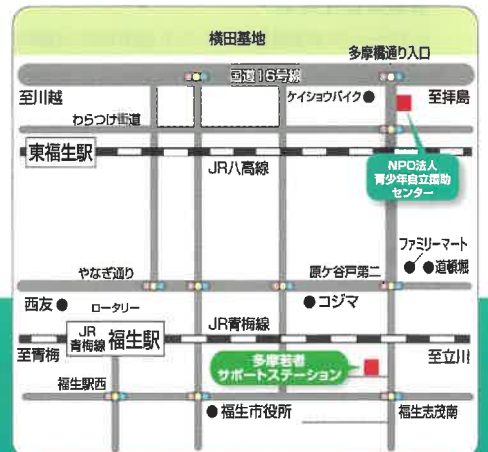 横田基地
多摩橋通り入口
国道16号線
至川越
ケイショウバイク
至拝島
わらつけ街道
東福生駅
JR八高線
NPO法人
青少年自立援助
センター
ファミリーマート
道頓堀
やなぎ通り
原ケ谷戸第二
西友
ロータリー
コジマ
JR
青梅線
福生駅
JR青梅線
至青梅
至立川
多摩若者
サポートステーション
福生駅西
福生市役所
福生志茂南